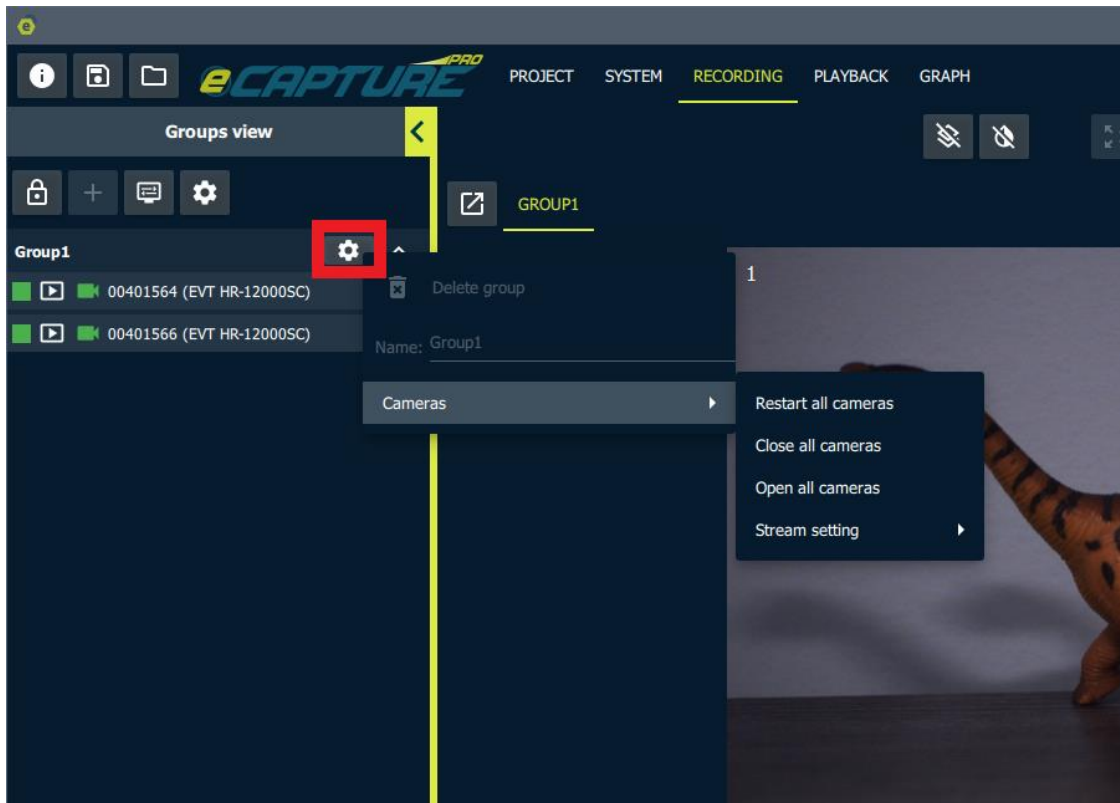 e
eCAPTURE PRO
PROJECT SYSTEM RECORDING PLAYBACK GRAPH
Groups view
GROUP1
Group1
00401564 (EVT HR-12000SC)
00401566 (EVT HR-12000SC)
Delete group
Name: Group1
Cameras
Restart all cameras
Close all cameras
Open all cameras
Stream setting
1